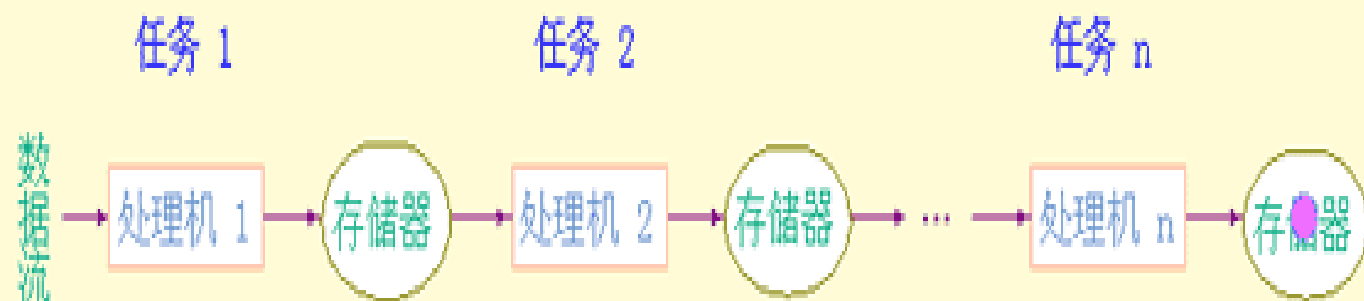 任务 1 任务 2 任务 n
数据流 处理机 1 存储器 处理机 2 存储器 … 处理机 n 存储器